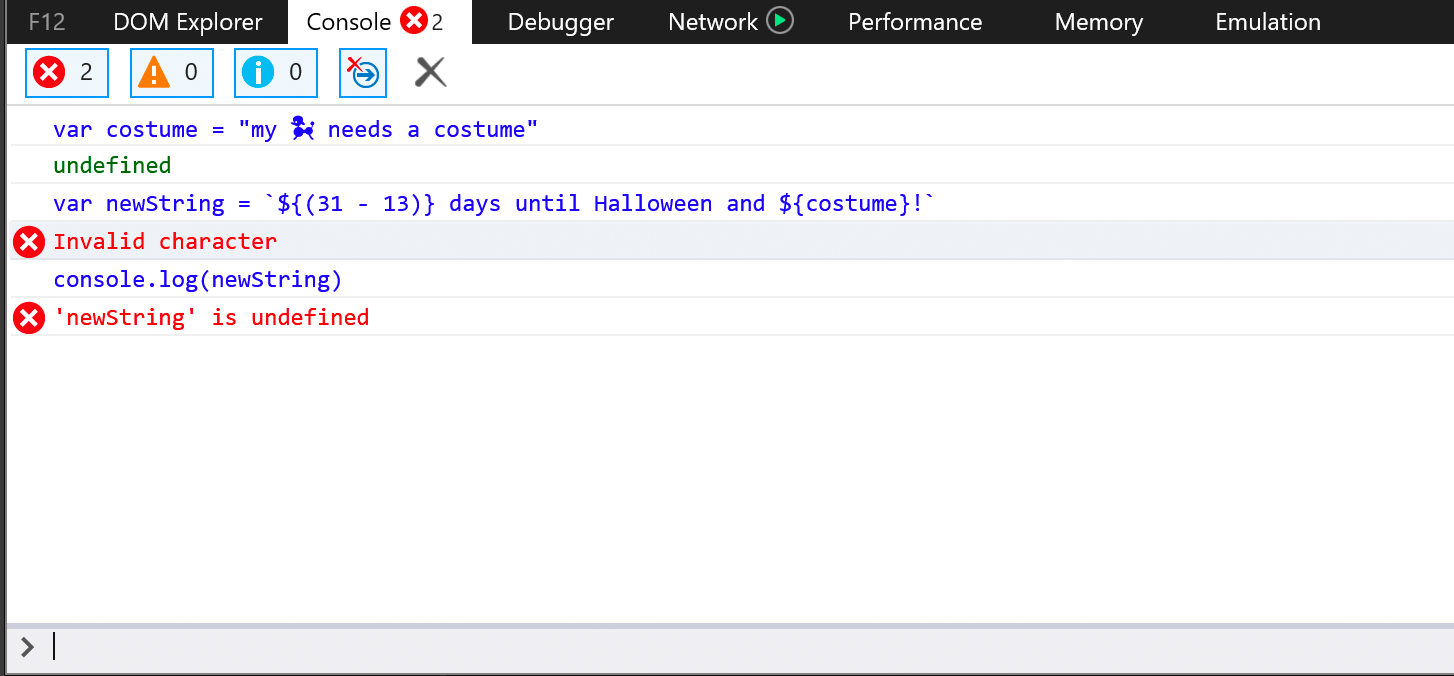 F12 DOM Explorer Console 2 Debugger Network Performance Memory Emulation
2 0 0
var costume = "my 🐩 needs a costume"
undefined
var newString = `${(31 - 13)} days until Halloween and ${costume}!`
Invalid character
console.log(newString)
'newString' is undefined